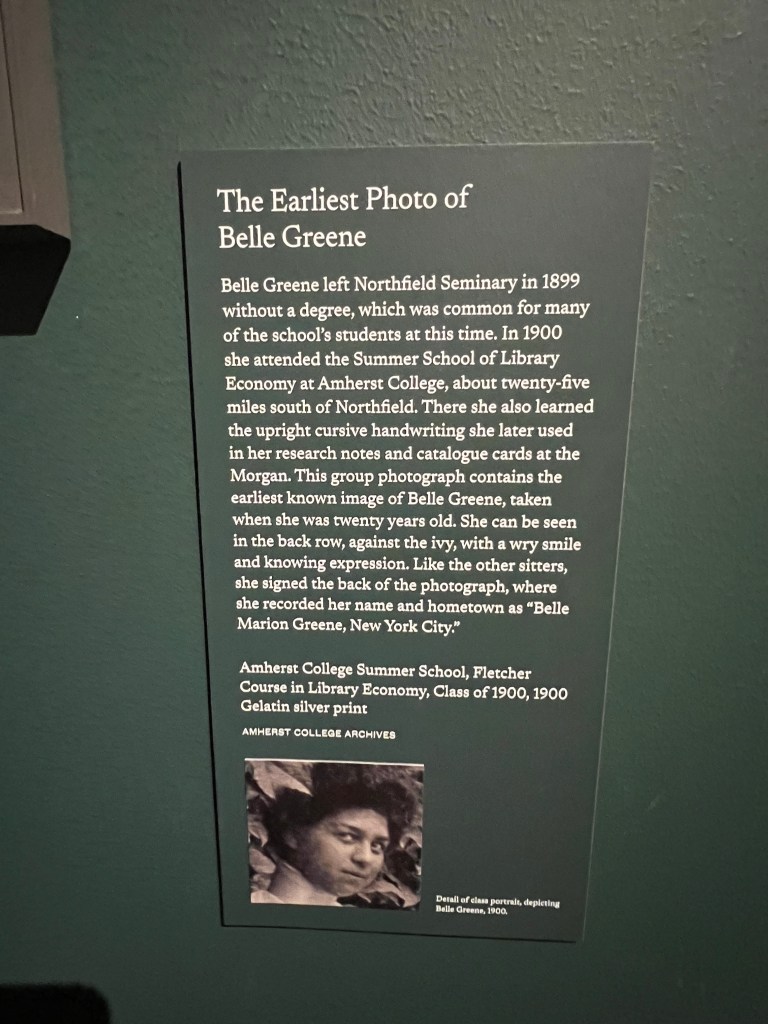 The Earliest Photo of
Belle Greene
Belle Greene left Northfield Seminary in 1899
without a degree, which was common for many
of the school’s students at this time. In 1900
she attended the Summer School of Library
Economy at Amherst College, about twenty-five
miles south of Northfield. There she also learned
the upright cursive handwriting she later used
in her research notes and catalogue cards at the
Morgan. This group photograph contains the
earliest known image of Belle Greene, taken
when she was twenty years old. She can be seen
in the back row, against the ivy, with a wry smile
and knowing expression. Like the other sitters,
she signed the back of the photograph, where
she recorded her name and hometown as “Belle
Marion Greene, New York City.”
Amherst College Summer School, Fletcher
Course in Library Economy, Class of 1900, 1900
Gelatin silver print
AMHERST COLLEGE ARCHIVES
Detail of class portrait, depicting
Belle Greene, 1900.